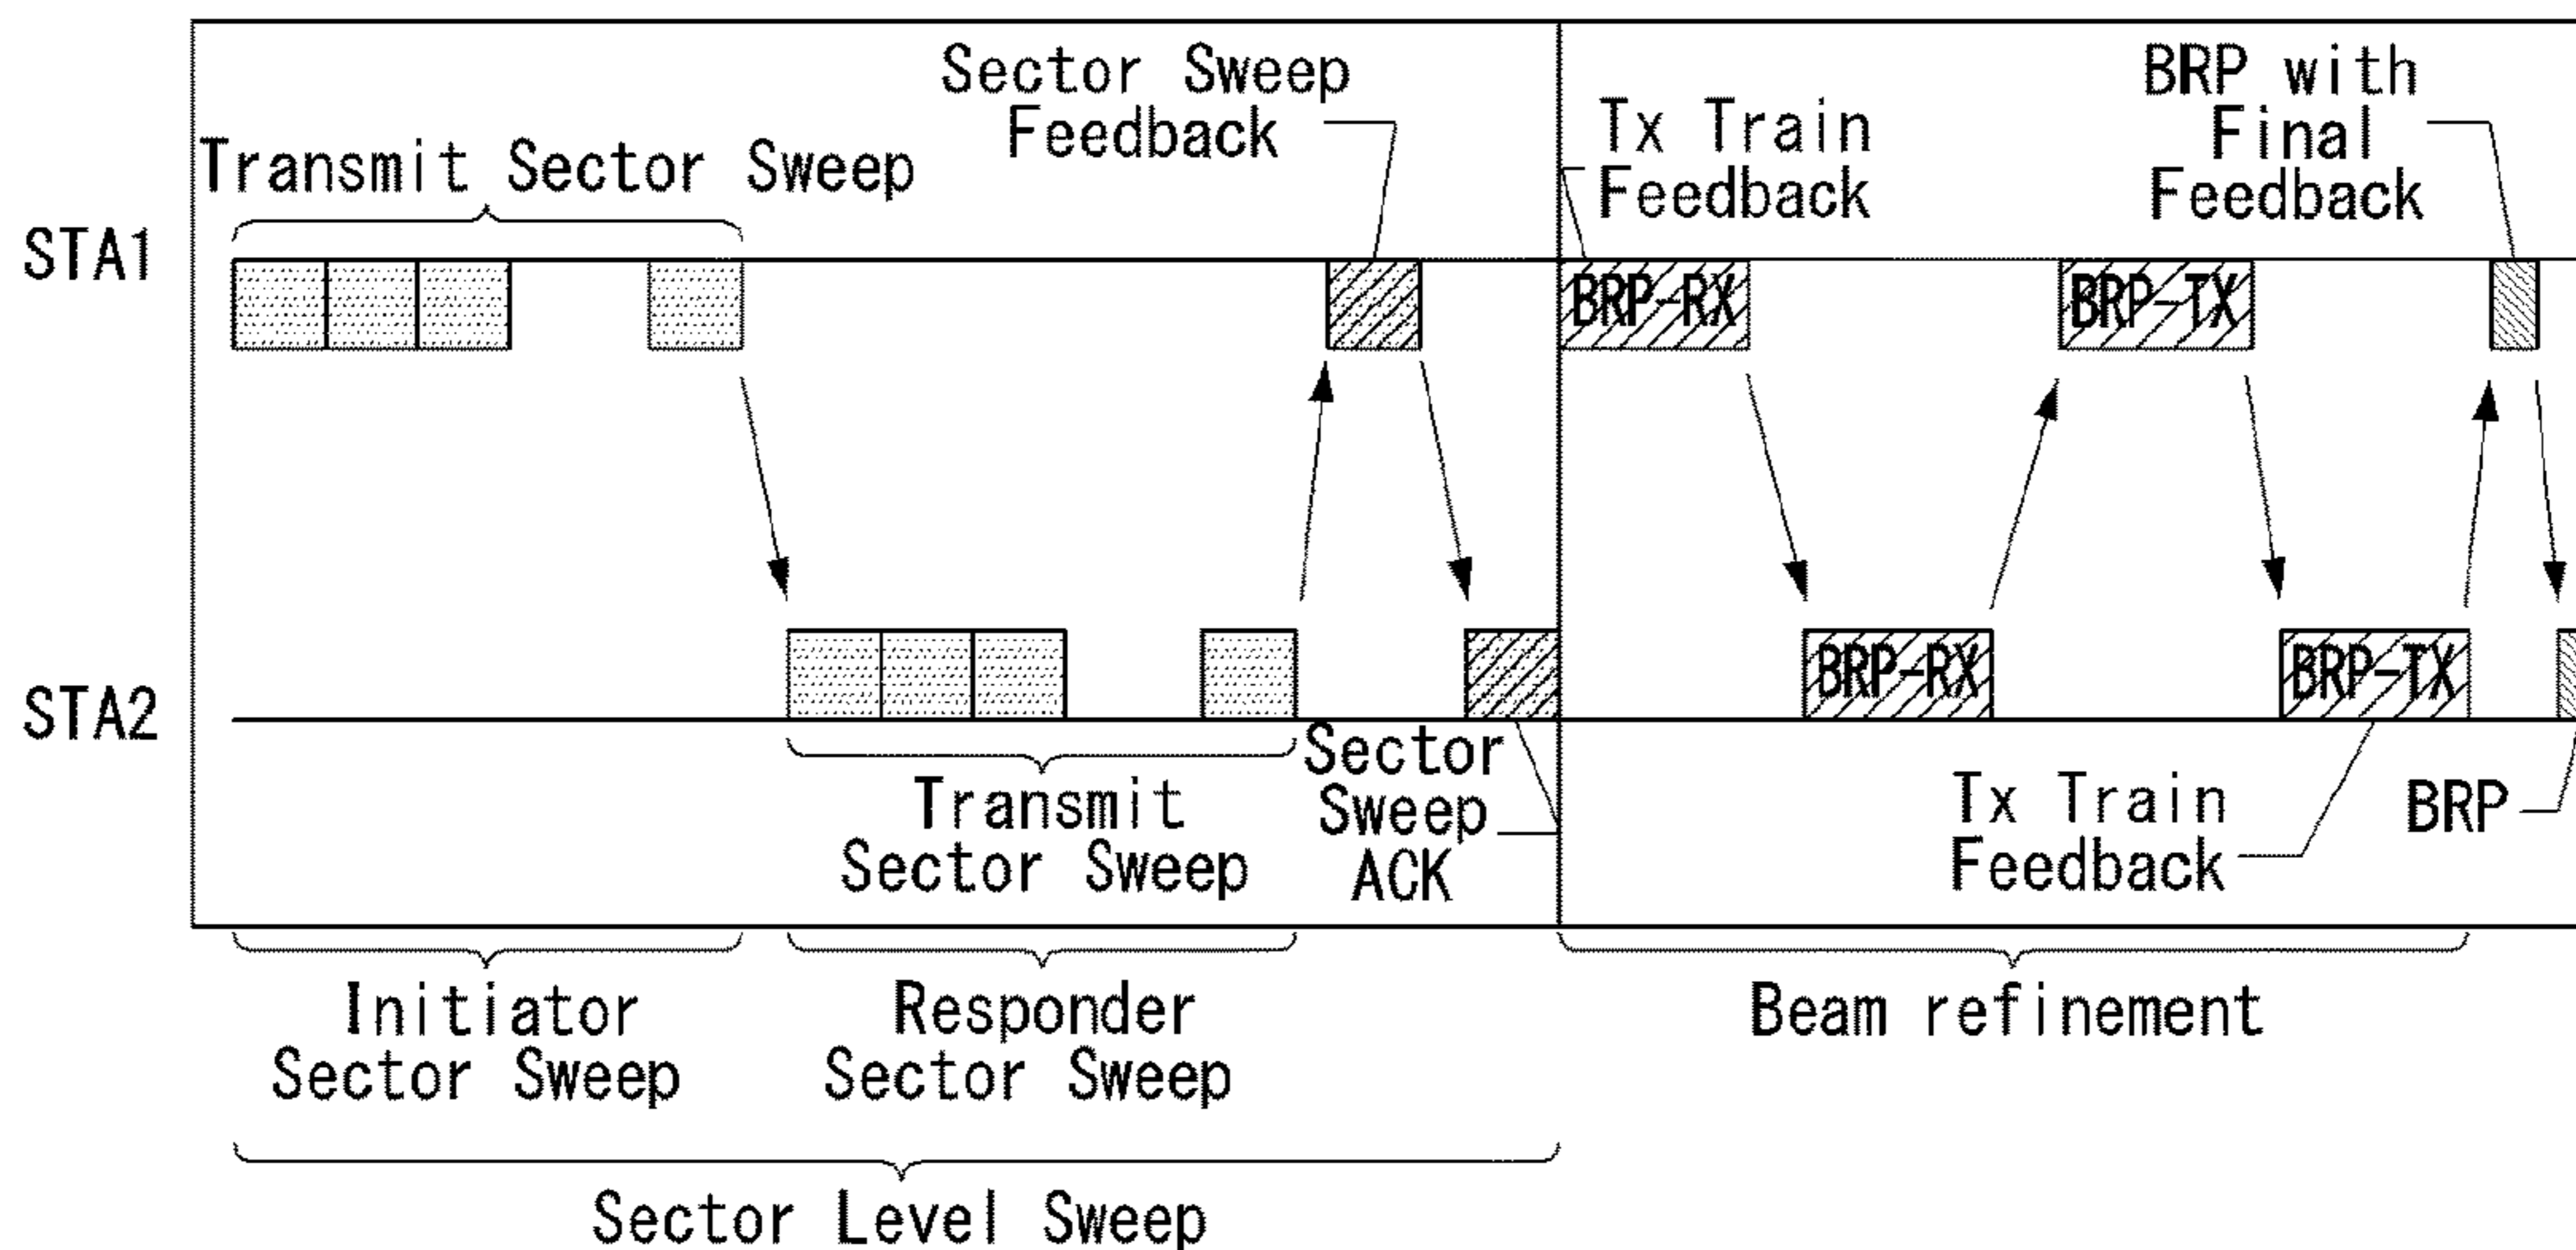 Sector Sweep
Feedback
BRP with
Final
Feedback
Tx Train
Feedback
Transmit Sector Sweep
STA1
BRP-RX
BRP-TX
STA2
BRP-RX
BRP-TX
Transmit
Sector Sweep
Sector
Sweep
ACK
Tx Train
Feedback
BRP
Initiator
Sector Sweep
Responder
Sector Sweep
Beam refinement
Sector Level Sweep